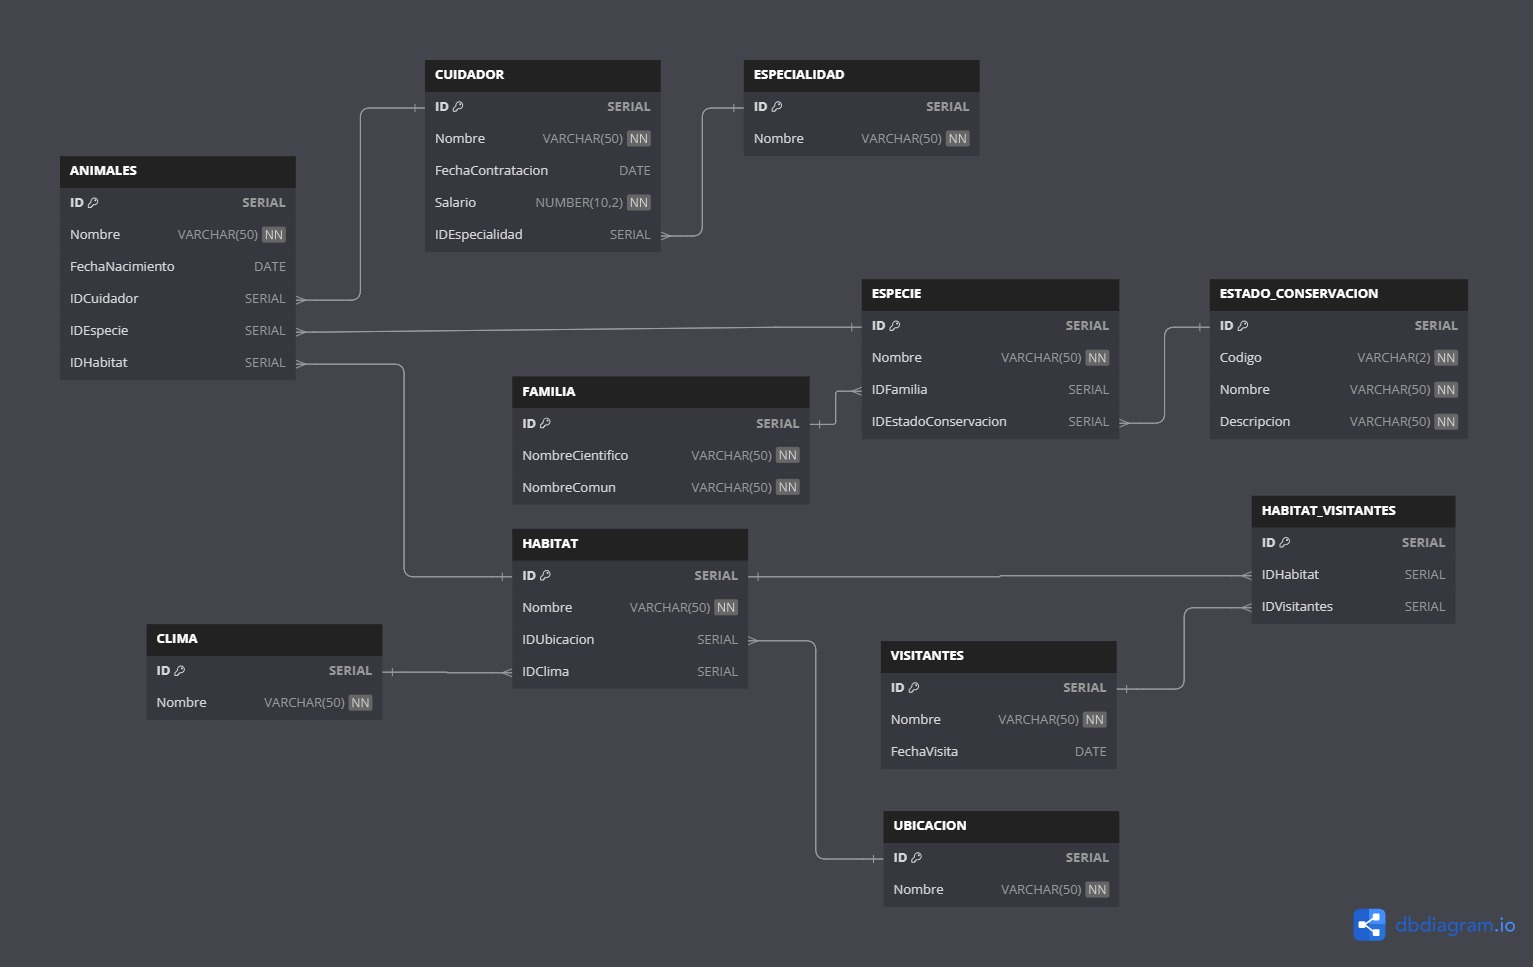 CUIDADOR
ID SERIAL
Nombre VARCHAR(50) NN
FechaContratacion DATE
Salario NUMBER(10,2) NN
IDEspecialidad SERIAL
ESPECIALIDAD
ID SERIAL
Nombre VARCHAR(50) NN
ANIMALES
ID SERIAL
Nombre VARCHAR(50) NN
FechaNacimiento DATE
IDCuidador SERIAL
IDEspecie SERIAL
IDHabitat SERIAL
ESPECIE
ID SERIAL
Nombre VARCHAR(50) NN
IDFamilia SERIAL
IDEstadoConservacion SERIAL
ESTADO_CONSERVACION
ID SERIAL
Codigo VARCHAR(2) NN
Nombre VARCHAR(50) NN
Descripcion VARCHAR(50) NN
FAMILIA
ID SERIAL
NombreCientifico VARCHAR(50) NN
NombreComun VARCHAR(50) NN
HABITAT
ID SERIAL
Nombre VARCHAR(50) NN
IDUbicacion SERIAL
IDClima SERIAL
HABITAT_VISITANTES
ID SERIAL
IDHabitat SERIAL
IDVisitantes SERIAL
CLIMA
ID SERIAL
Nombre VARCHAR(50) NN
VISITANTES
ID SERIAL
Nombre VARCHAR(50) NN
FechaVisita DATE
UBICACION
ID SERIAL
Nombre VARCHAR(50) NN
dbdiagram.io